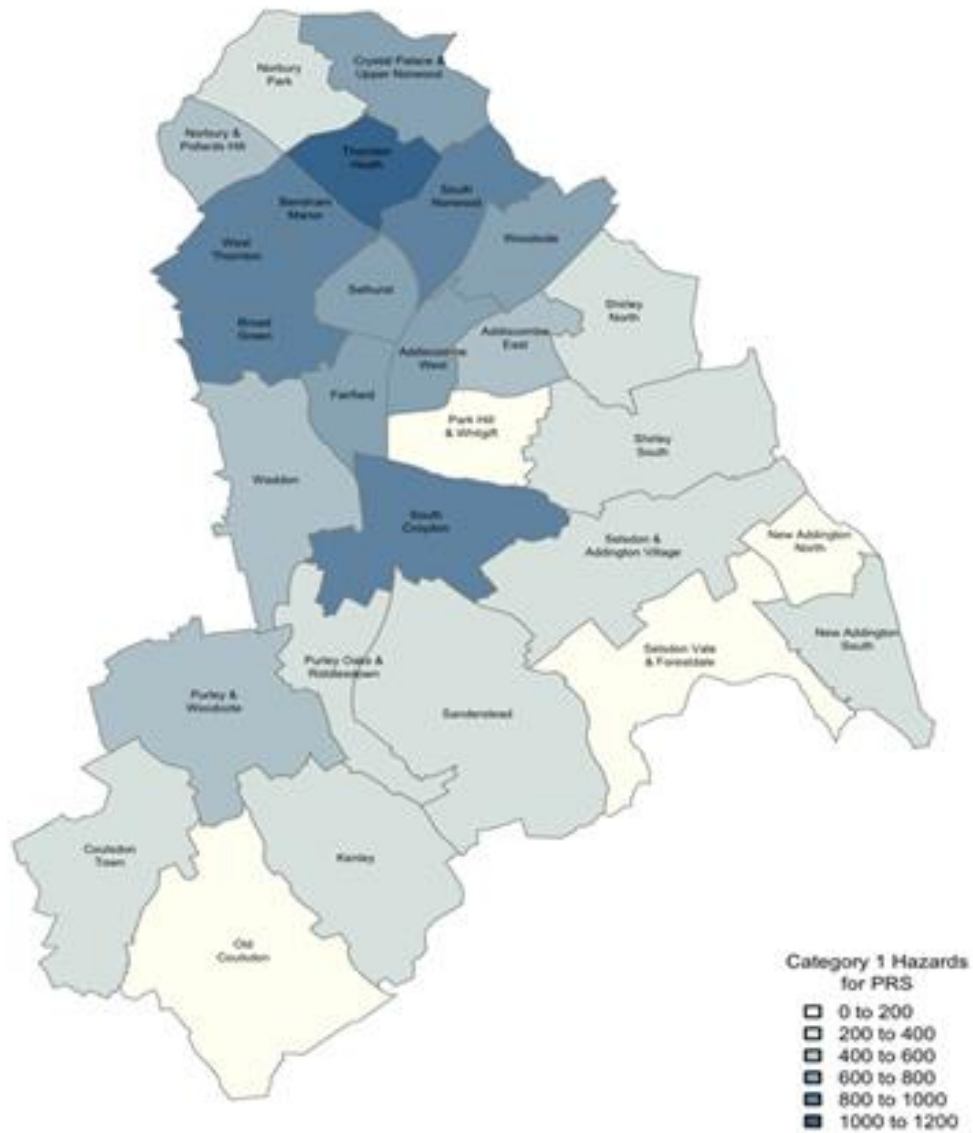 Norbury
Park
Crystal Palace &
Upper Norwood
Norbury &
Pollards Hill
Thornton
Heath
Bensham
Manor
South
Norwood
West
Thornton
Woodside
Selhurst
Shirley
North
Broad
Green
Addiscombe
West
Addiscombe
East
Fairfield
Park Hill
& Whitgift
Shirley
South
Waddon
South
Croydon
Selsdon &
Addington Village
New Addington
North
New Addington
South
Selsdon Vale
& Forestdale
Purley Oaks &
Riddlesdown
Purley &
Woodcote
Sanderstead
Coulsdon
Town
Kenley
Old
Coulsdon
Category 1 Hazards
for PRS
0 to 200
200 to 400
400 to 600
600 to 800
800 to 1000
1000 to 1200